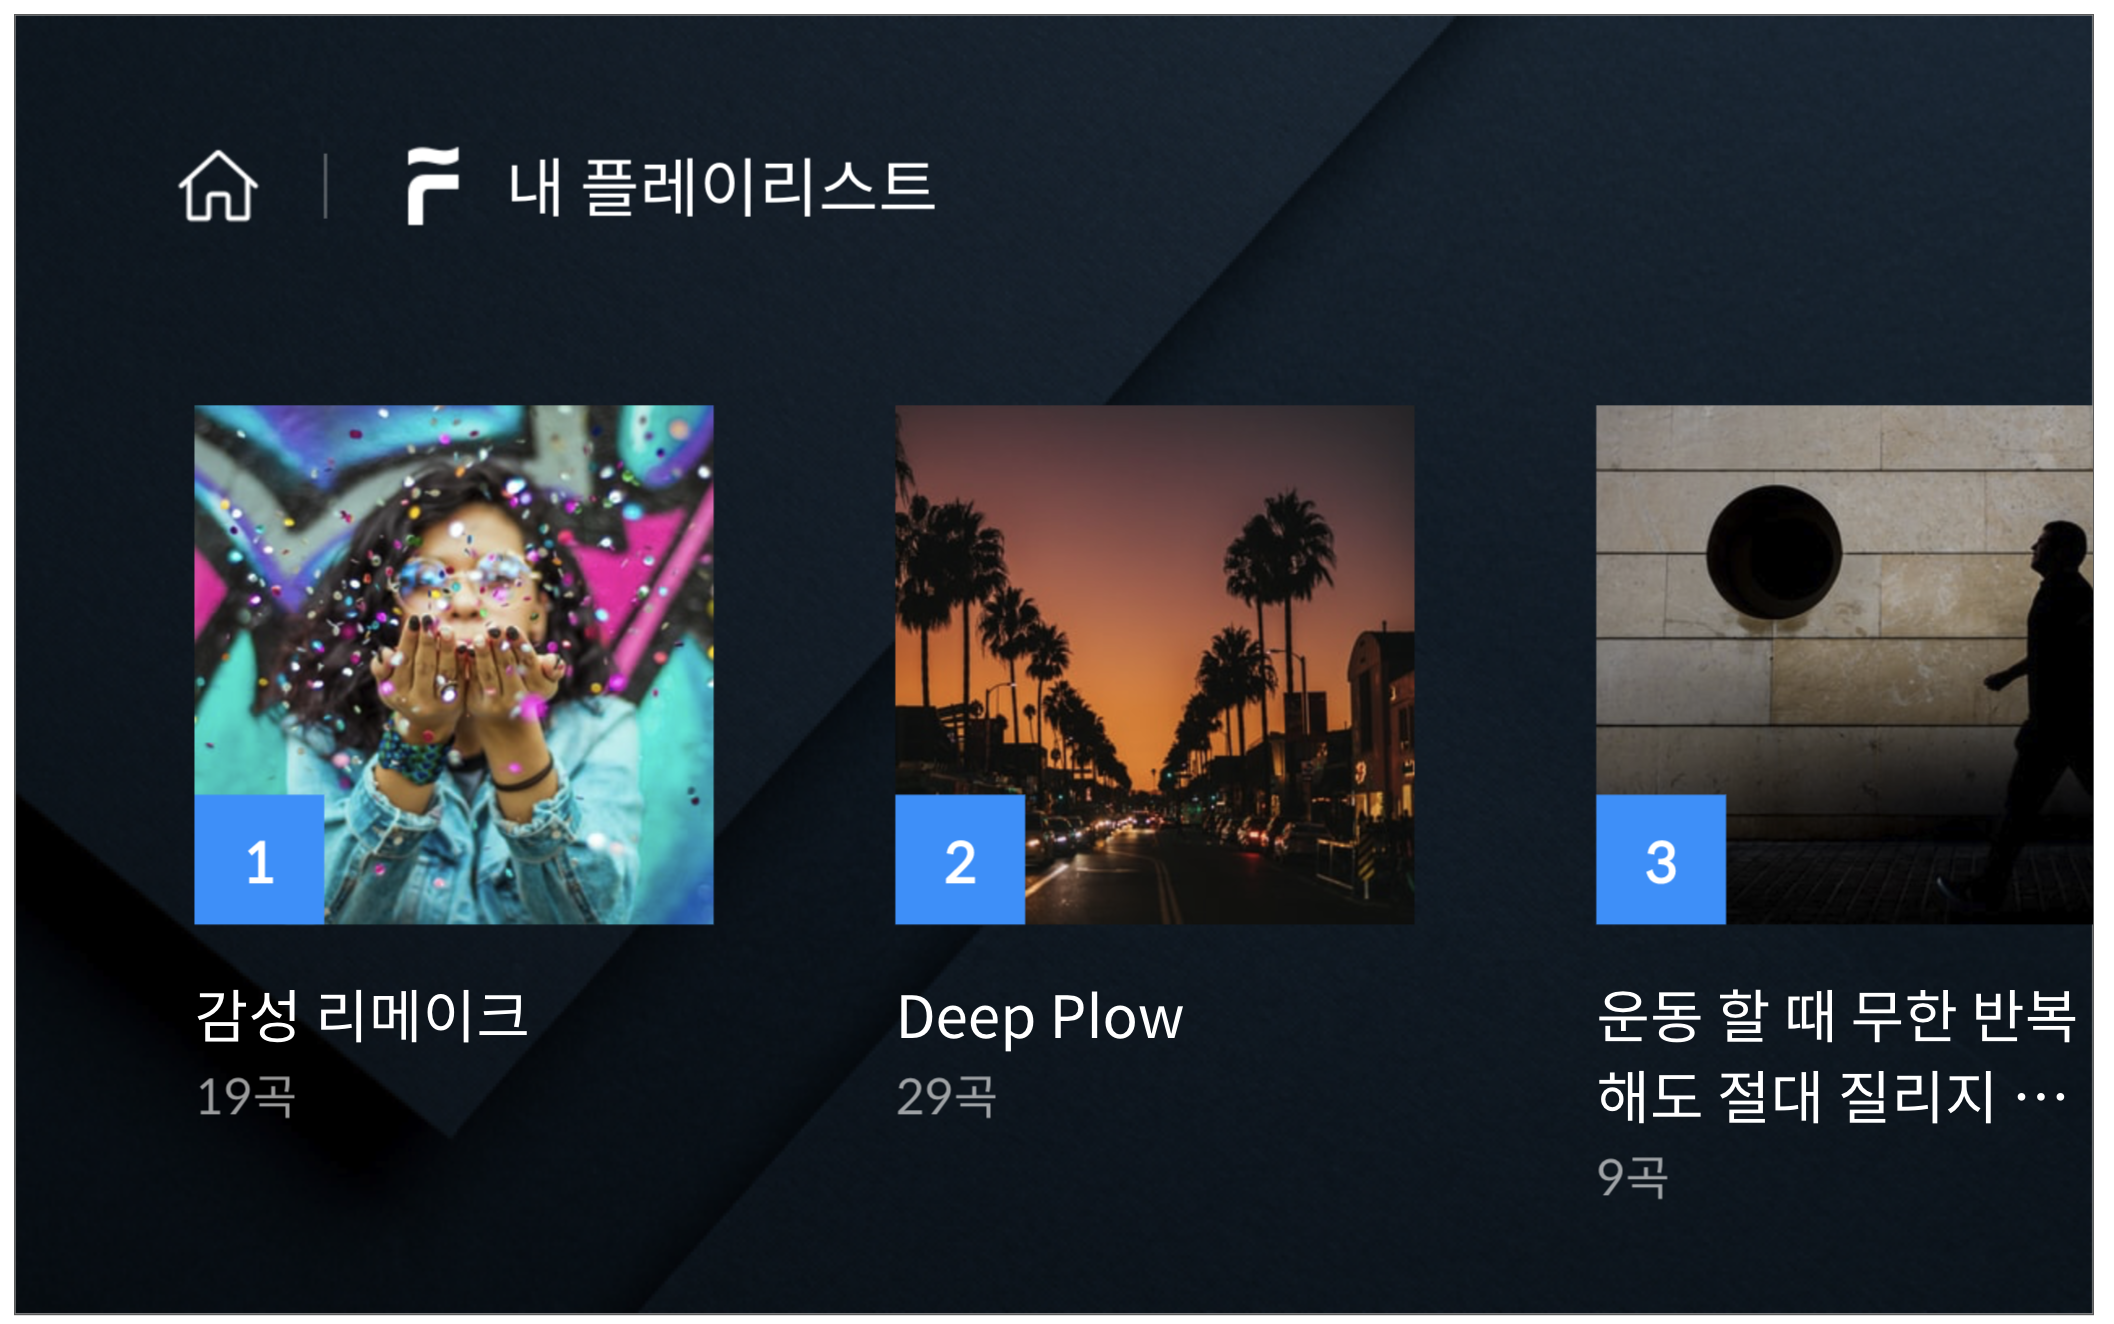 내 플레이리스트
1
2
3
감성 리메이크
19곡
Deep Plow
29곡
운동 할 때 무한 반복
해도 절대 질리지 …
9곡